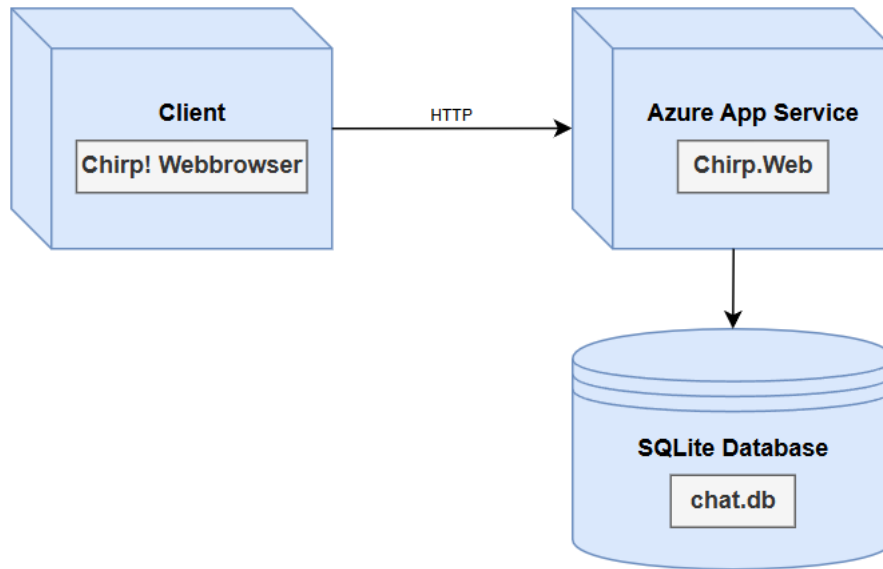 Client
Chirp! Webbrowser
HTTP
Azure App Service
Chirp.Web
SQLite Database
chat.db